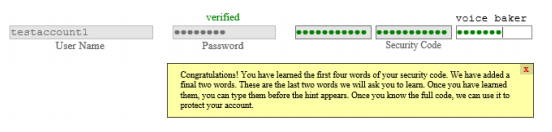 verified
voice baker
testaccount1
User Name
Password
Security Code
x
Congratulations! You have learned the first four words of your security code. We have added a
final two words. These are the last two words we will ask you to learn. Once you have learned
them, you can type them before the hint appears. Once you know the full code, we can use it to
protect your account.